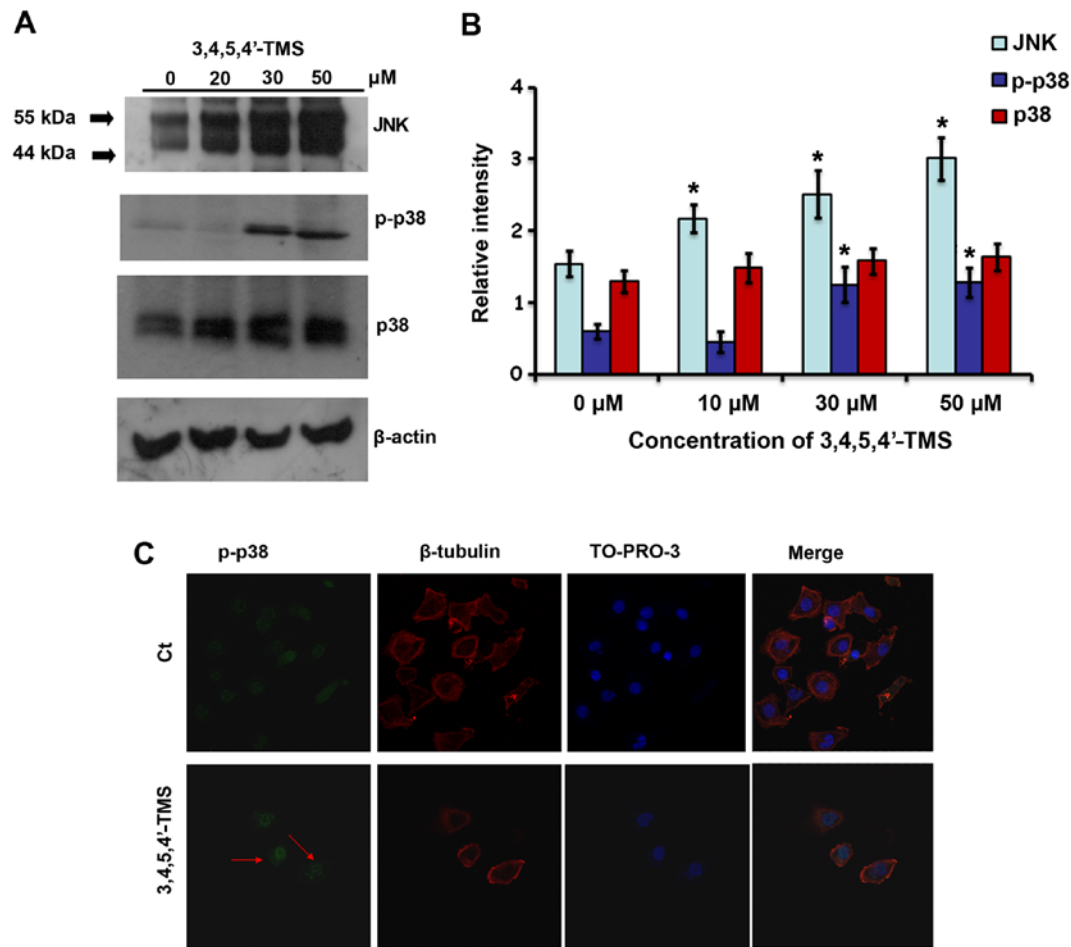 A
3,4,5,4'-TMS
0 20 30 50 µM
55 kDa
JNK
44 kDa
p-p38
p38
β-actin
B
JNK
p-p38
p38
4
3
2
1
0
Relative intensity
* * * * *
0 µM 10 µM 30 µM 50 µM
Concentration of 3,4,5,4'-TMS
C
p-p38 β-tubulin TO-PRO-3 Merge
Ct
3,4,5,4'-TMS